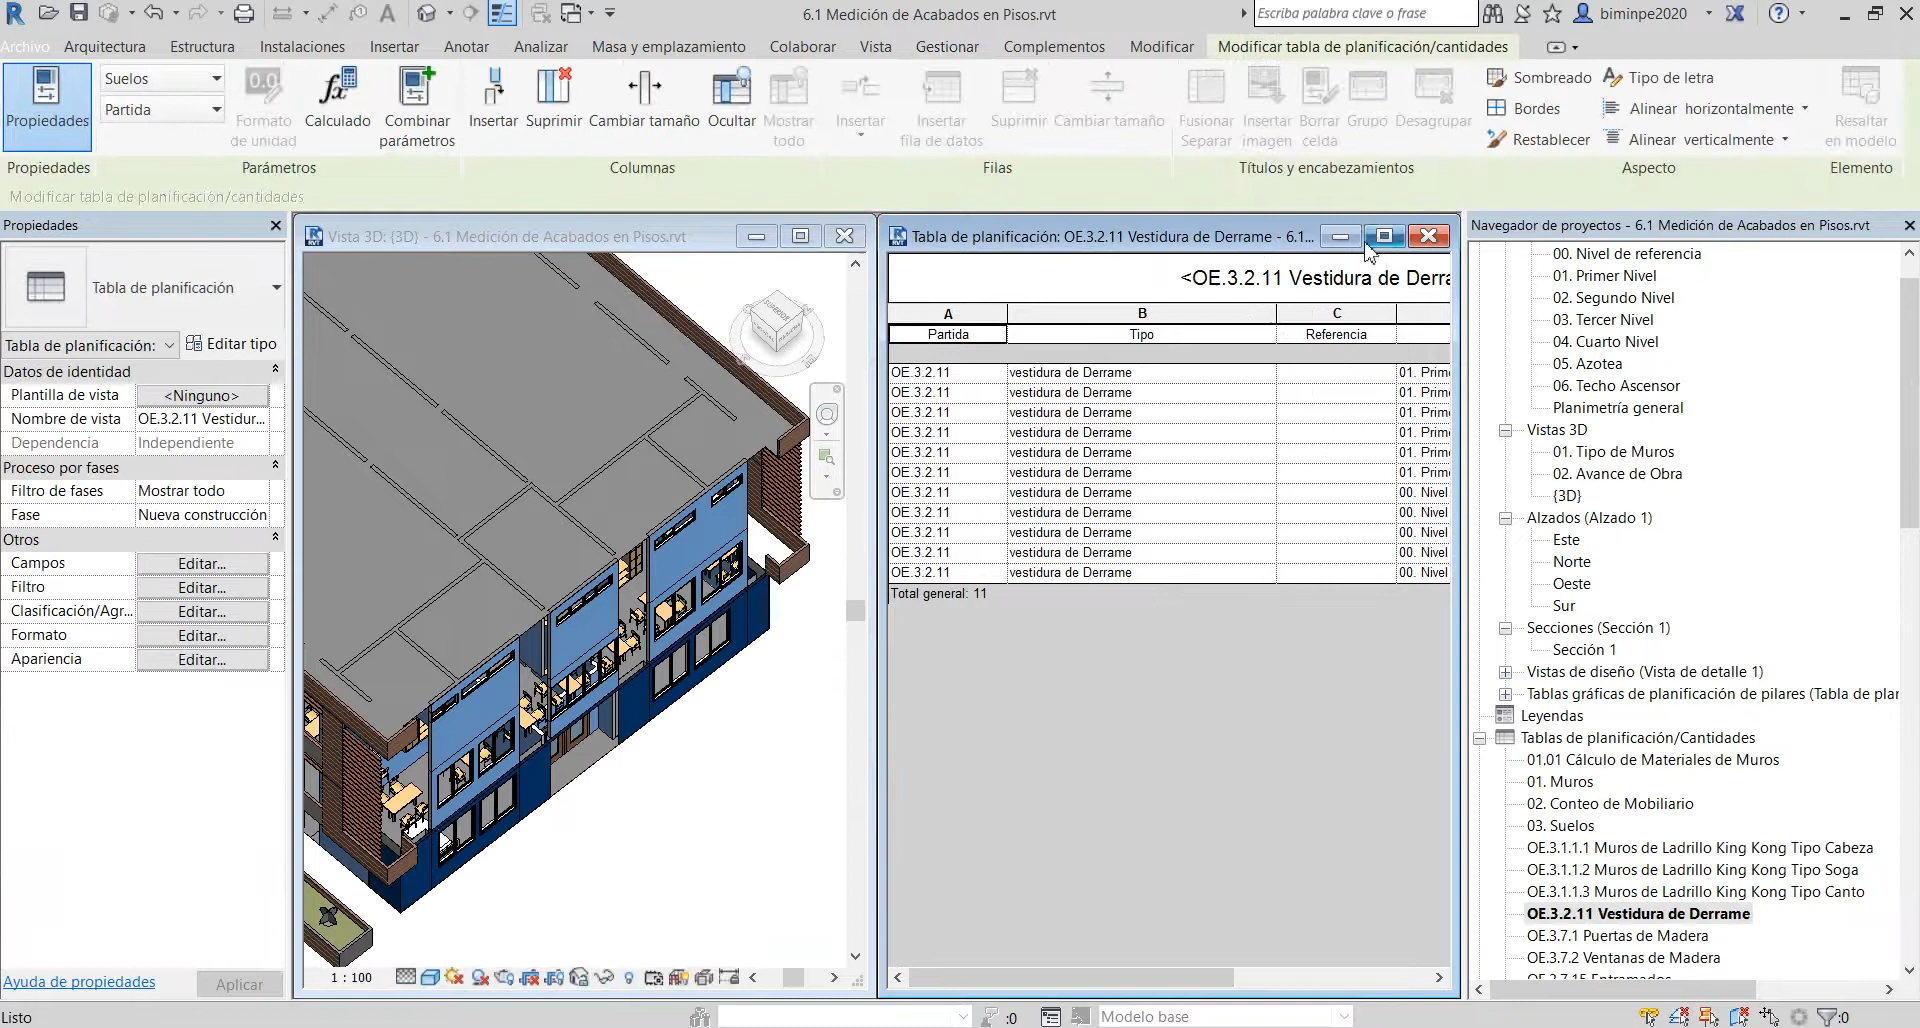 6.1 Medición de Acabados en Pisos.rvt
Escriba palabra clave o frase
biminpe2020
Archivo Arquitectura Estructura Instalaciones Insertar Anotar Analizar Masa y emplazamiento Colaborar Vista Gestionar Complementos Modificar Modificar tabla de planificación/cantidades
Propiedades
Suelos
Partida
Formato de unidad
Calculado
Combinar parámetros
Insertar Suprimir Cambiar tamaño Ocultar Mostrar todo
Insertar
Insertar fila de datos
Suprimir Cambiar tamaño
Fusionar Separar
Insertar imagen
Borrar celda
Grupo Desagrupar
Sombreado
Bordes
Restablecer
Tipo de letra
Alinear horizontalmente
Alinear verticalmente
Resaltar en modelo
Propiedades Parámetros Columnas Filas Títulos y encabezamientos Aspecto Elemento
Modificar tabla de planificación/cantidades
Propiedades
Tabla de planificación
Tabla de planificación: Editar tipo
Datos de identidad
Plantilla de vista <Ninguno>
Nombre de vista OE.3.2.11 Vestidur...
Dependencia Independiente
Proceso por fases
Filtro de fases Mostrar todo
Fase Nueva construcción
Otros
Campos Editar...
Filtro Editar...
Clasificación/Agr... Editar...
Formato Editar...
Apariencia Editar...
Ayuda de propiedades Aplicar
Vista 3D: {3D} - 6.1 Medición de Acabados en Pisos.rvt
1 : 100
Tabla de planificación: OE.3.2.11 Vestidura de Derrame - 6.1...
<OE.3.2.11 Vestidura de Derra
A B C
Partida Tipo Referencia
OE.3.2.11 vestidura de Derrame 01. Prime
OE.3.2.11 vestidura de Derrame 01. Prime
OE.3.2.11 vestidura de Derrame 01. Prime
OE.3.2.11 vestidura de Derrame 01. Prime
OE.3.2.11 vestidura de Derrame 01. Prime
OE.3.2.11 vestidura de Derrame 01. Prime
OE.3.2.11 vestidura de Derrame 00. Nivel
OE.3.2.11 vestidura de Derrame 00. Nivel
OE.3.2.11 vestidura de Derrame 00. Nivel
OE.3.2.11 vestidura de Derrame 00. Nivel
OE.3.2.11 vestidura de Derrame 00. Nivel
Total general: 11
Navegador de proyectos - 6.1 Medición de Acabados en Pisos.rvt
00. Nivel de referencia
01. Primer Nivel
02. Segundo Nivel
03. Tercer Nivel
04. Cuarto Nivel
05. Azotea
06. Techo Ascensor
Planimetría general
Vistas 3D
01. Tipo de Muros
02. Avance de Obra
{3D}
Alzados (Alzado 1)
Este
Norte
Oeste
Sur
Secciones (Sección 1)
Sección 1
Vistas de diseño (Vista de detalle 1)
Tablas gráficas de planificación de pilares (Tabla de plar
Leyendas
Tablas de planificación/Cantidades
01.01 Cálculo de Materiales de Muros
01. Muros
02. Conteo de Mobiliario
03. Suelos
OE.3.1.1.1 Muros de Ladrillo King Kong Tipo Cabeza
OE.3.1.1.2 Muros de Ladrillo King Kong Tipo Soga
OE.3.1.1.3 Muros de Ladrillo King Kong Tipo Canto
OE.3.2.11 Vestidura de Derrame
OE.3.7.1 Puertas de Madera
OE.3.7.2 Ventanas de Madera
OE.3.7.15 Entramados
Listo
:0
Modelo base
:0